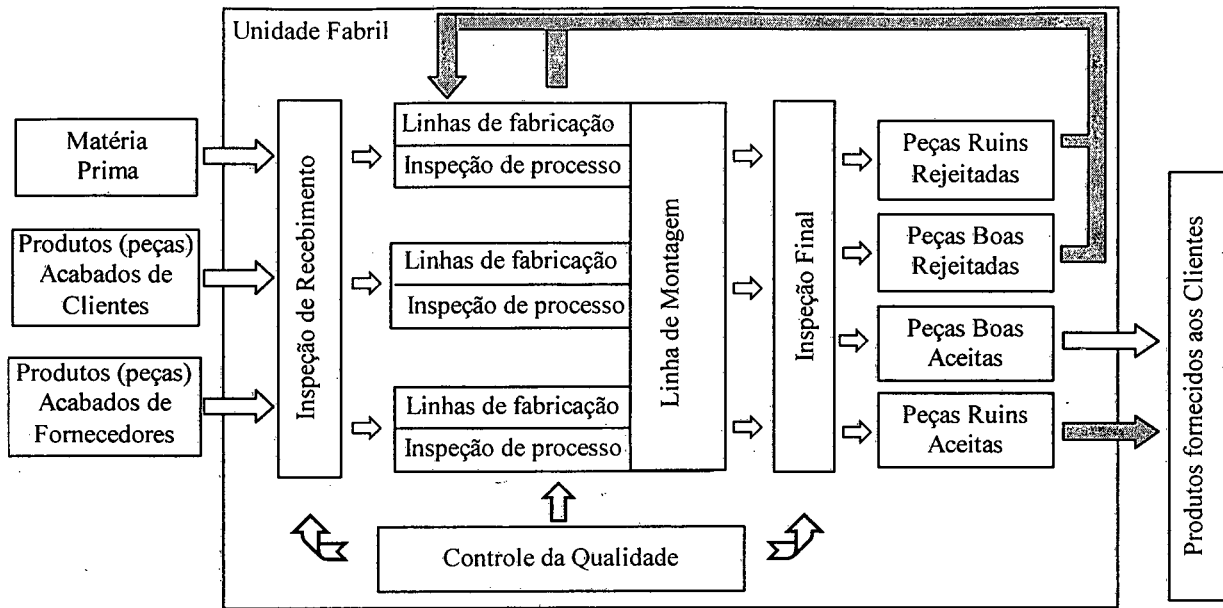 Unidade Fabril
Matéria
Prima
Produtos (peças)
Acabados de
Clientes
Produtos (peças)
Acabados de
Fornecedores
Inspeção de Recebimento
Linhas de fabricação
Inspeção de processo
Linhas de fabricação
Inspeção de processo
Linhas de fabricação
Inspeção de processo
Linha de Montagem
Inspeção Final
Peças Ruins
Rejeitadas
Peças Boas
Rejeitadas
Peças Boas
Aceitas
Peças Ruins
Aceitas
Produtos fornecidos aos Clientes
Controle da Qualidade